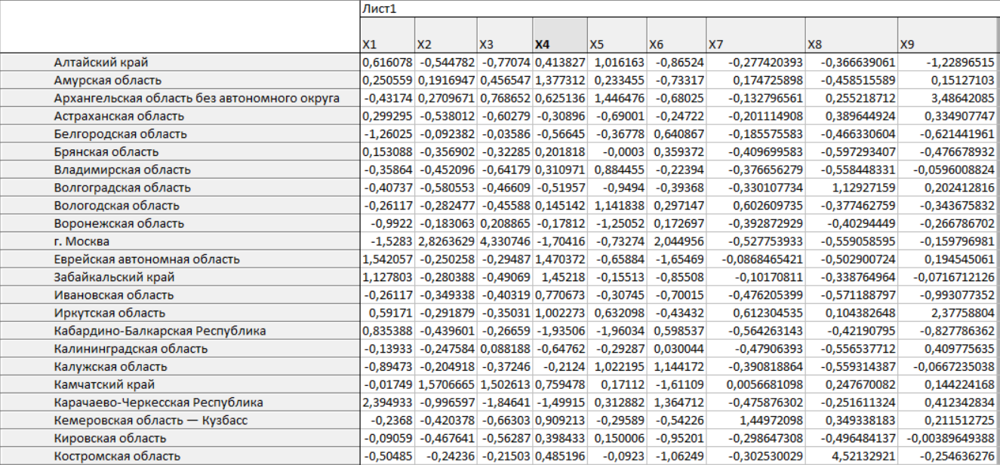 Лист1
X1 X2 X3 X4 X5 X6 X7 X8 X9
Алтайский край 0,616078 -0,544782 -0,77074 0,413827 1,016163 -0,86524 -0,277420393 -0,366639061 -1,22896515
Амурская область 0,250559 0,1916947 0,456547 1,377312 0,233455 -0,73317 0,174725898 -0,458515589 0,15127103
Архангельская область без автономного округа -0,43174 0,2709671 0,768652 0,625136 1,446476 -0,68025 -0,132796561 0,255218712 3,48642085
Астраханская область 0,299295 -0,538012 -0,60279 -0,30896 -0,69001 -0,24722 -0,201114908 0,389644924 0,334907747
Белгородская область -1,26025 -0,092382 -0,03586 -0,56645 -0,36778 0,640867 -0,185575583 -0,466330604 -0,621441961
Брянская область 0,153088 -0,356902 -0,32285 0,201818 -0,0003 0,359372 -0,409699583 -0,597293407 -0,476678932
Владимирская область -0,35864 -0,452096 -0,64179 0,310971 0,884455 -0,22394 -0,376656279 -0,558448331 -0,0596008824
Волгоградская область -0,40737 -0,580553 -0,46609 -0,51957 -0,9494 -0,39368 -0,330107734 1,12927159 0,202412816
Вологодская область -0,26117 -0,282477 -0,45588 0,145142 1,141838 0,297147 0,602609735 -0,377462759 -0,343675832
Воронежская область -0,9922 -0,183063 0,208865 -0,17812 -1,25052 0,172697 -0,392872929 -0,40294449 -0,266786702
г. Москва -1,5283 2,8263629 4,330746 -1,70416 -0,73274 2,044956 -0,527753933 -0,559058595 -0,159796981
Еврейская автономная область 1,542057 -0,250258 -0,29487 1,470372 -0,65884 -1,65469 -0,0868465421 -0,502900724 0,194545061
Забайкальский край 1,127803 -0,280388 -0,49069 1,45218 -0,15513 -0,85508 -0,10170811 -0,338764964 -0,0716712126
Ивановская область -0,26117 -0,349338 -0,40319 0,770673 -0,30745 -0,70015 -0,476205399 -0,571188797 -0,993077352
Иркутская область 0,59171 -0,291879 -0,35031 1,002273 0,632098 -0,43432 0,612304535 0,104382648 2,37758804
Кабардино-Балкарская Республика 0,835388 -0,439601 -0,26659 -1,93506 -1,96034 0,598537 -0,564263143 -0,42190795 -0,827786362
Калининградская область -0,13933 -0,247584 0,088188 -0,64762 -0,29287 0,030044 -0,47906393 -0,556537712 0,409775635
Калужская область -0,89473 -0,204918 -0,37246 -0,2124 1,022195 1,144172 -0,390818864 -0,559314387 -0,0667235038
Камчатский край -0,01749 1,5706665 1,502613 0,759478 0,17112 -1,61109 0,0056681098 0,247670082 0,144224168
Карачаево-Черкесская Республика 2,394933 -0,996597 -1,84641 -1,49915 0,312882 1,364712 -0,475876302 -0,251611324 0,412342834
Кемеровская область — Кузбасс -0,2368 -0,420378 -0,66303 0,909213 -0,29589 -0,54226 1,44972098 0,349338183 0,211512725
Кировская область -0,09059 -0,467641 -0,56287 0,398433 0,150006 -0,95201 -0,298647308 -0,496484137 -0,00389649388
Костромская область -0,50485 -0,24236 -0,21503 0,485196 -0,0923 -1,06249 -0,302530029 4,52132921 -0,254636276